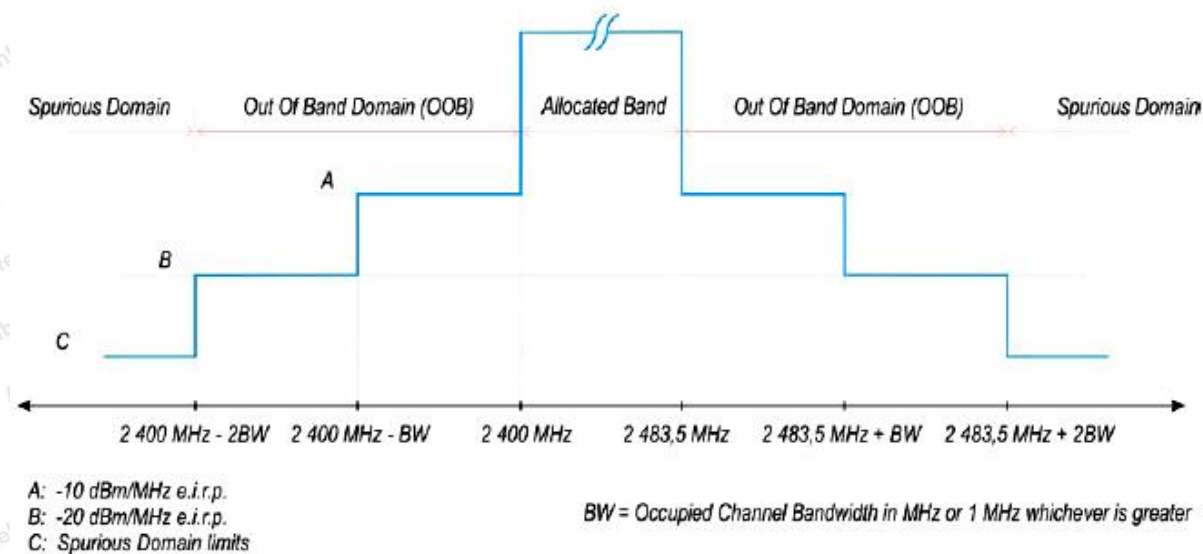 Spurious Domain Out Of Band Domain (OOB) Allocated Band Out Of Band Domain (OOB) Spurious Domain
A
B
C
2 400 MHz - 2BW 2 400 MHz - BW 2 400 MHz 2 483,5 MHz 2 483,5 MHz + BW 2 483,5 MHz + 2BW
A: -10 dBm/MHz e.i.r.p.
B: -20 dBm/MHz e.i.r.p.
C: Spurious Domain limits
BW = Occupied Channel Bandwidth in MHz or 1 MHz whichever is greater